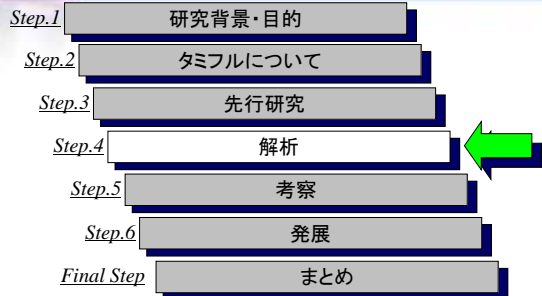 Step.1 研究背景・目的
Step.2 タミフルについて
Step.3 先行研究
Step.4 解析
Step.5 考察
Step.6 発展
Final Step まとめ